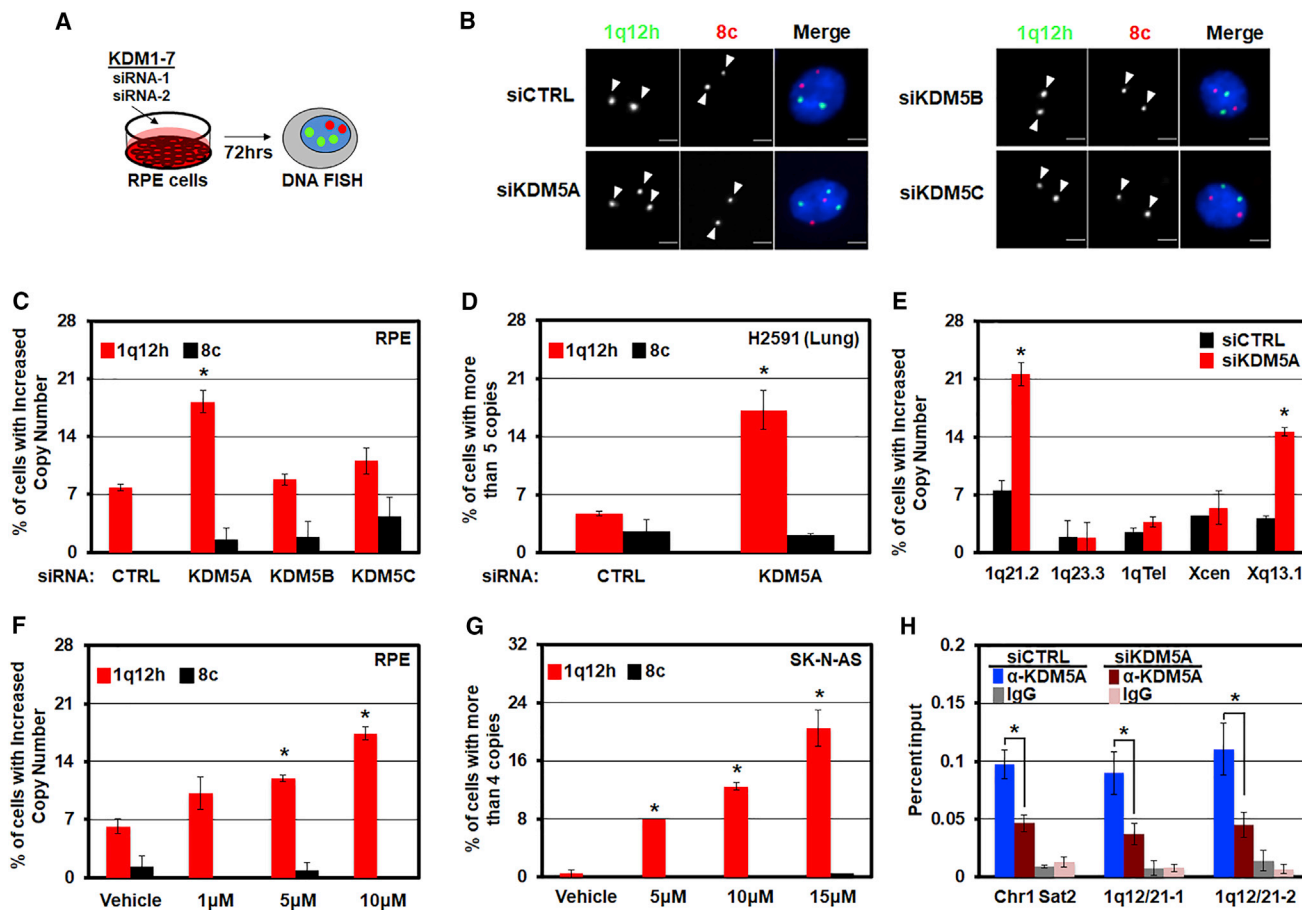 A
KDM1-7
siRNA-1
siRNA-2
72hrs
RPE cells
DNA FISH
B
1q12h 8c Merge
siCTRL
siKDM5A
1q12h 8c Merge
siKDM5B
siKDM5C
C
% of cells with Increased
Copy Number
28
21
14
7
0
RPE
1q12h 8c
*
siRNA: CTRL KDM5A KDM5B KDM5C
D
% of cells with more
than 5 copies
28
21
14
7
0
H2591 (Lung)
1q12h 8c
*
siRNA: CTRL KDM5A
E
% of cells with Increased
Copy Number
28
21
14
7
0
siCTRL
siKDM5A
*
*
1q21.2 1q23.3 1qTel Xcen Xq13.1
F
% of cells with Increased
Copy Number
28
21
14
7
0
RPE
1q12h 8c
*
*
Vehicle 1µM 5µM 10µM
G
% of cells with more
than 4 copies
32
24
16
8
0
SK-N-AS
1q12h 8c
*
*
*
Vehicle 5µM 10µM 15µM
H
Percent input
0.2
0.15
0.1
0.05
0
siCTRL siKDM5A
α-KDM5A α-KDM5A
IgG IgG
*
*
*
Chr1 Sat2 1q12/21-1 1q12/21-2